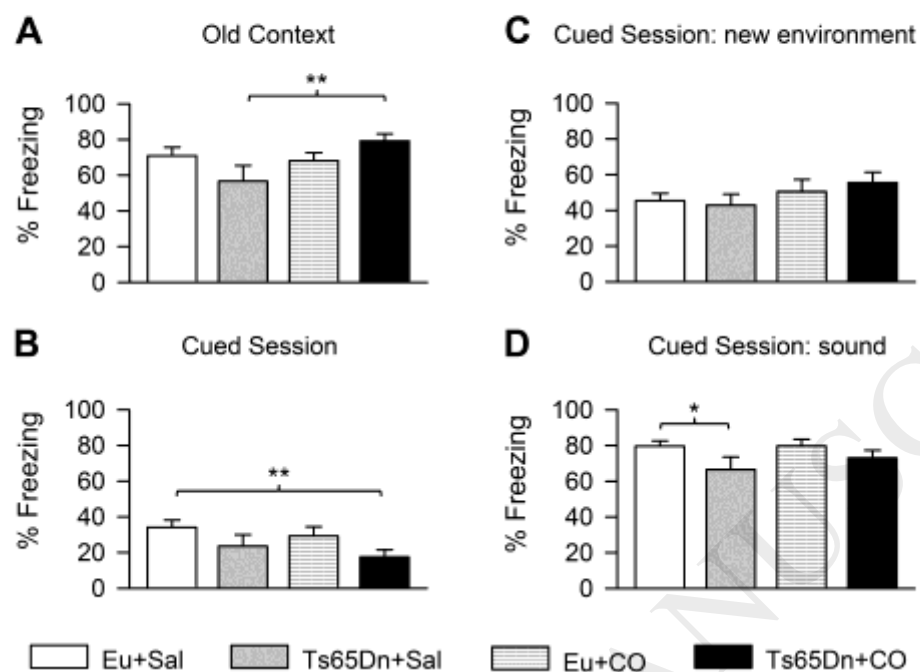 A
Old Context
**
% Freezing
100
80
60
40
20
0
B
Cued Session
**
% Freezing
100
80
60
40
20
0
C
Cued Session: new environment
% Freezing
100
80
60
40
20
0
D
Cued Session: sound
*
% Freezing
100
80
60
40
20
0
Eu+Sal Ts65Dn+Sal Eu+CO Ts65Dn+CO